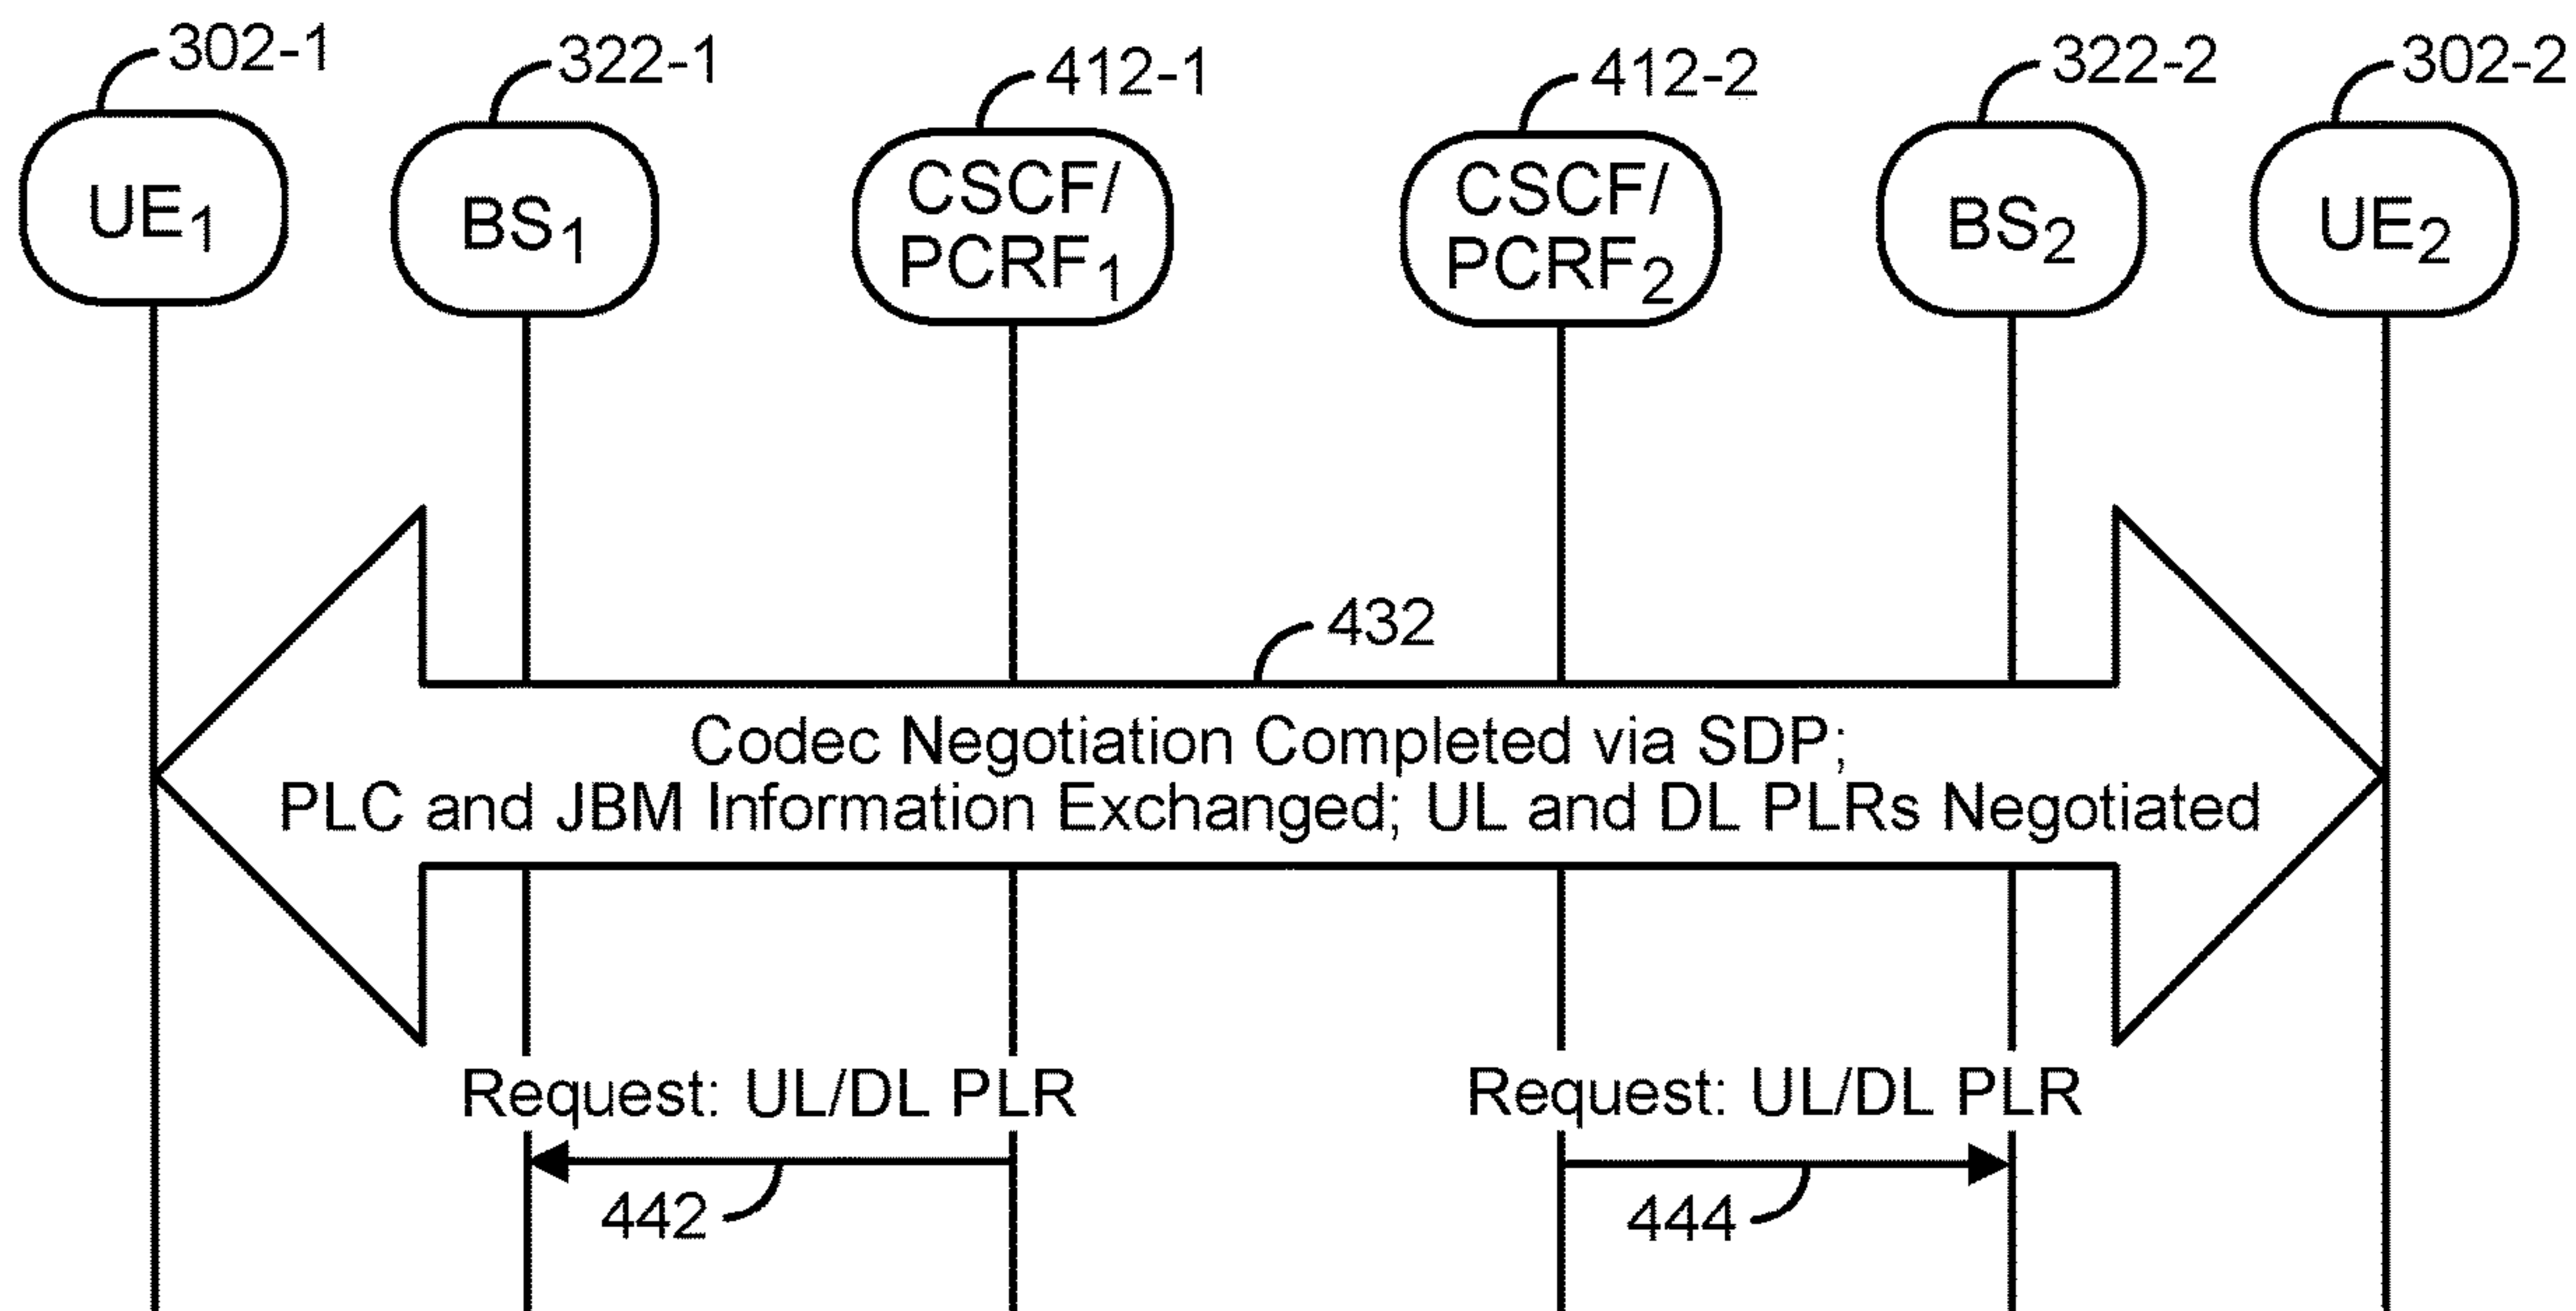 302-1
322-1
412-1
412-2
322-2
302-2
UE1
BS1
CSCF/
PCRF1
CSCF/
PCRF2
BS2
UE2
432
Codec Negotiation Completed via SDP;
PLC and JBM Information Exchanged; UL and DL PLRs Negotiated
Request: UL/DL PLR
Request: UL/DL PLR
442
444